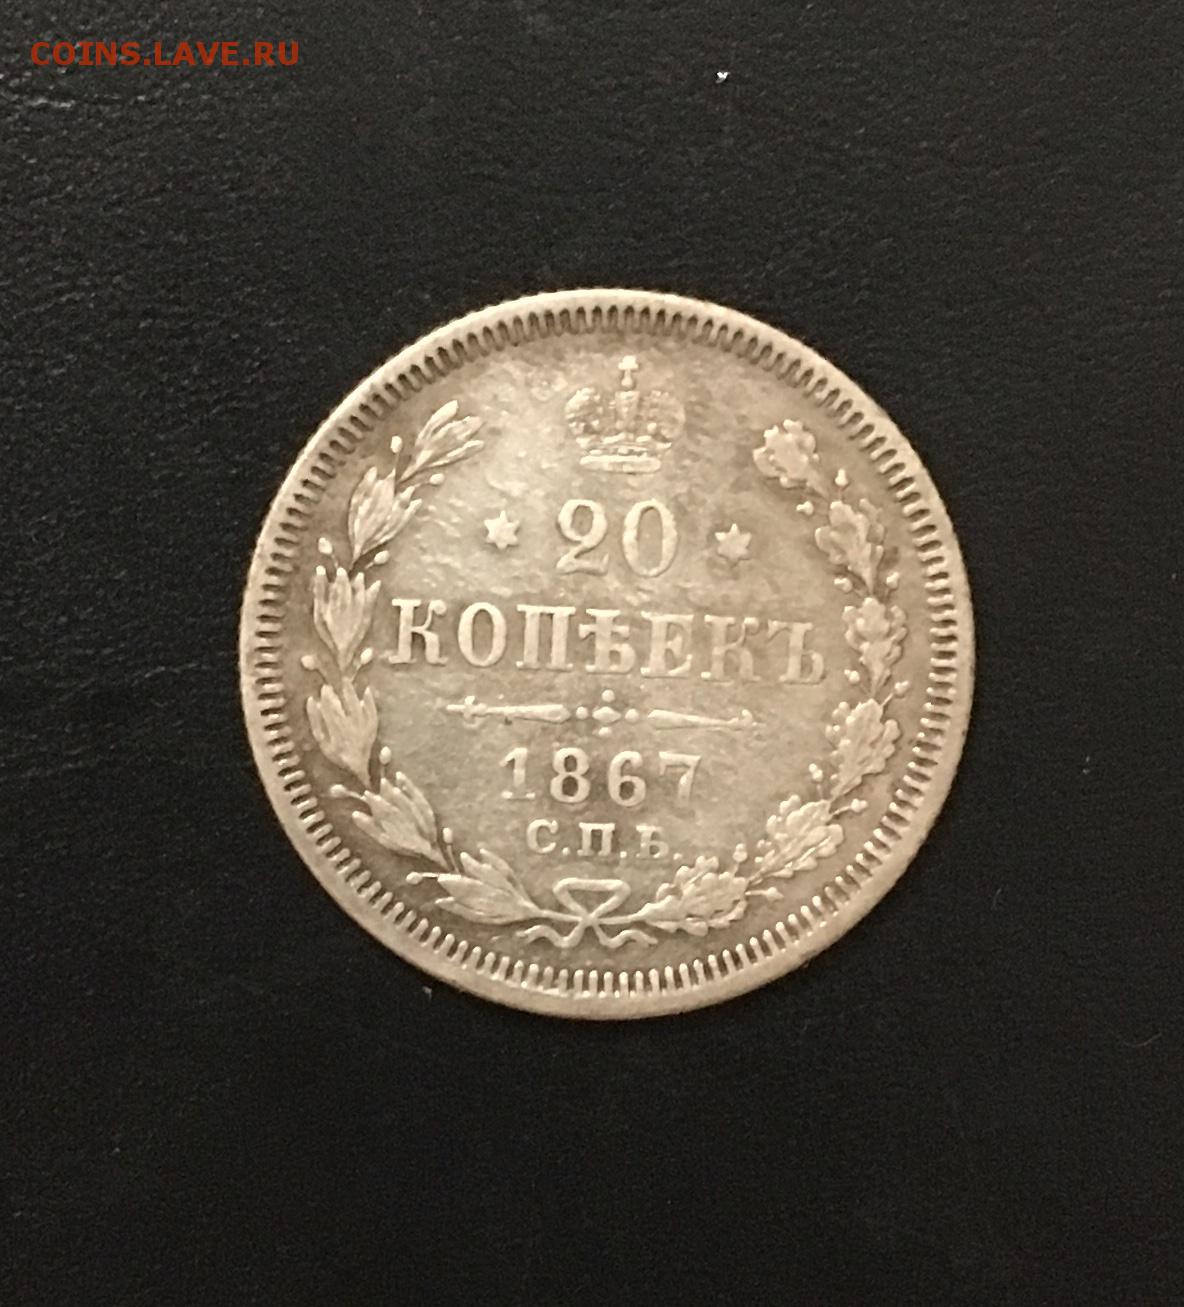 COINS.LAVE.RU
20
КОПѢЕКЪ
1867
С.П.Б.